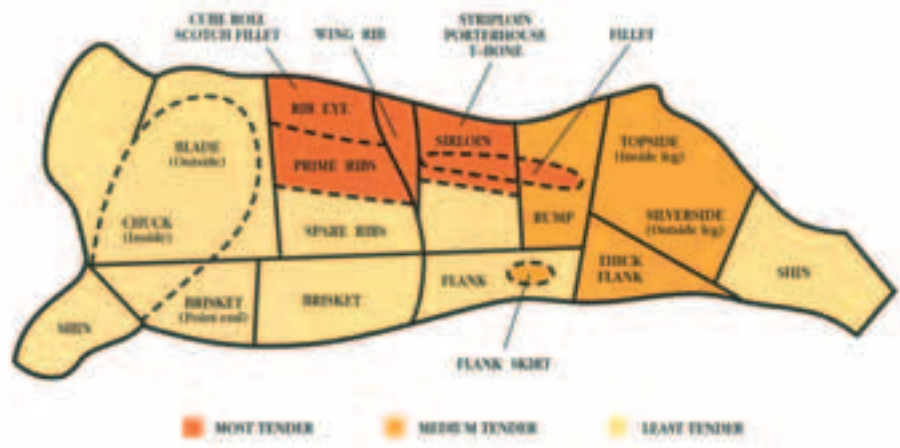 CUBE ROLL
SCOTCH FILLET
WING RIB
STRIPLOIN
PORTERHOUSE
T-BONE
FILLET
RIB EYE
PRIME RIBS
SPARE RIBS
SIRLOIN
RUMP
TOPSIDE
(Inside leg)
SILVERSIDE
(Outside leg)
THICK
FLANK
SHIN
BLADE
(Outside)
CHUCK
(Inside)
SHIN
BRISKET
(Point end)
BRISKET
FLANK
FLANK SKIRT
MOST TENDER
MEDIUM TENDER
LEAST TENDER